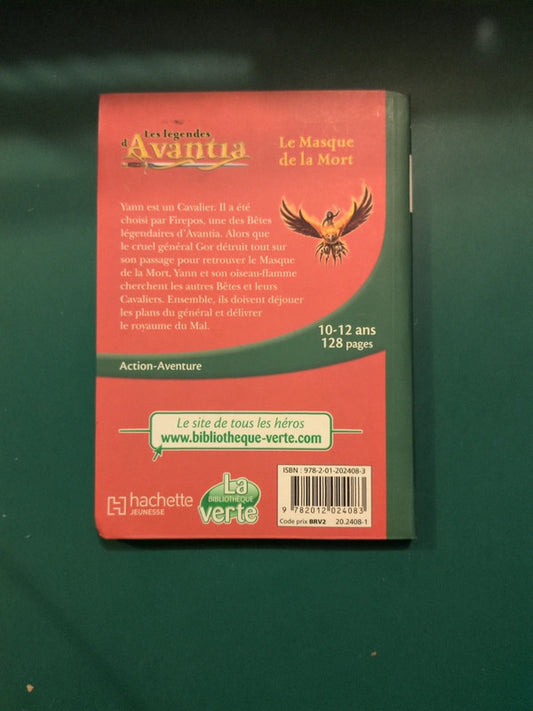 Les légendes
d'Avantia
Le Masque
de la Mort
Yann est un Cavalier. Il a été
choisi par Firepos, une des Bêtes
légendaires d'Avantia. Alors que
le cruel général Gor détruit tout sur
son passage pour retrouver le Masque
de la Mort, Yann et son oiseau-flamme
cherchent les autres Bêtes et leurs
Cavaliers. Ensemble, ils doivent déjouer
les plans du général et délivrer
le royaume du Mal.
10-12 ans
128 pages
Action-Aventure
Le site de tous les héros
www.bibliotheque-verte.com
hachette
JEUNESSE
La
BIBLIOTHÈQUE
verte
ISBN : 978-2-01-202408-3
9 782012 024083
Code prix BRV2 20.2408-1